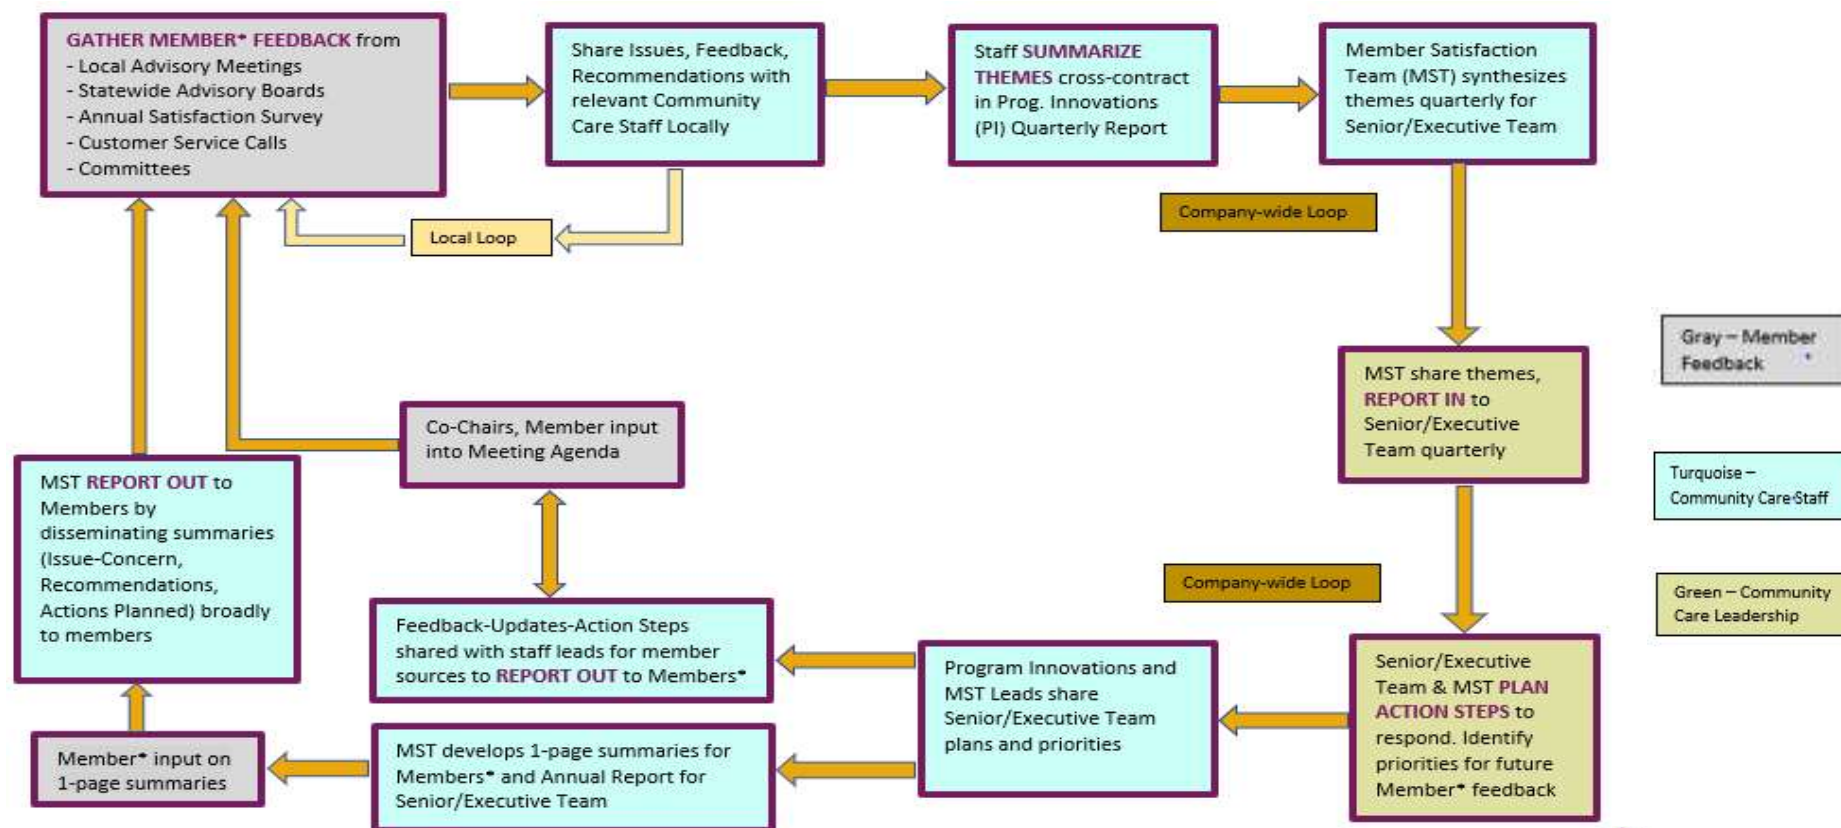 GATHER MEMBER* FEEDBACK from
- Local Advisory Meetings
- Statewide Advisory Boards
- Annual Satisfaction Survey
- Customer Service Calls
- Committees
Share Issues, Feedback,
Recommendations with
relevant Community
Care Staff Locally
Staff SUMMARIZE
THEMES cross-contract
in Prog. Innovations
(PI) Quarterly Report
Member Satisfaction
Team (MST) synthesizes
themes quarterly for
Senior/Executive Team
Local Loop
Company-wide Loop
Gray – Member
Feedback *
MST share themes,
REPORT IN to
Senior/Executive
Team quarterly
Co-Chairs, Member input
into Meeting Agenda
Turquoise –
Community Care-Staff
MST REPORT OUT to
Members by
disseminating summaries
(Issue-Concern,
Recommendations,
Actions Planned) broadly
to members
Company-wide Loop
Green – Community
Care Leadership
Feedback-Updates-Action Steps
shared with staff leads for member
sources to REPORT OUT to Members*
Program Innovations and
MST Leads share
Senior/Executive Team
plans and priorities
Senior/Executive
Team & MST PLAN
ACTION STEPS to
respond. Identify
priorities for future
Member* feedback
Member* input on
1-page summaries
MST develops 1-page summaries for
Members* and Annual Report for
Senior/Executive Team